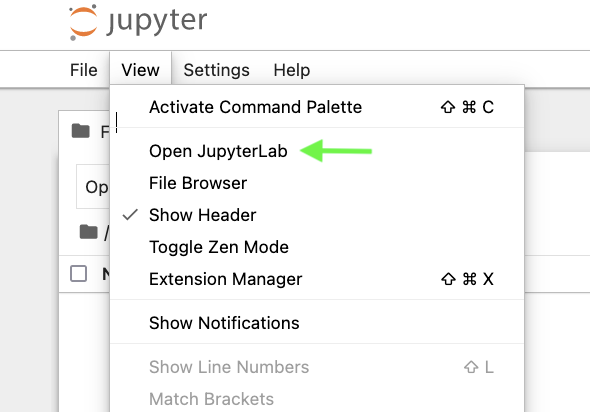 jupyter
File View Settings Help
Activate Command Palette ⇧ ⌘ C
F
Open JupyterLab
File Browser
Op
Show Header
/
Toggle Zen Mode
Extension Manager ⇧ ⌘ X
Show Notifications
Show Line Numbers ⇧ L
Match Brackets